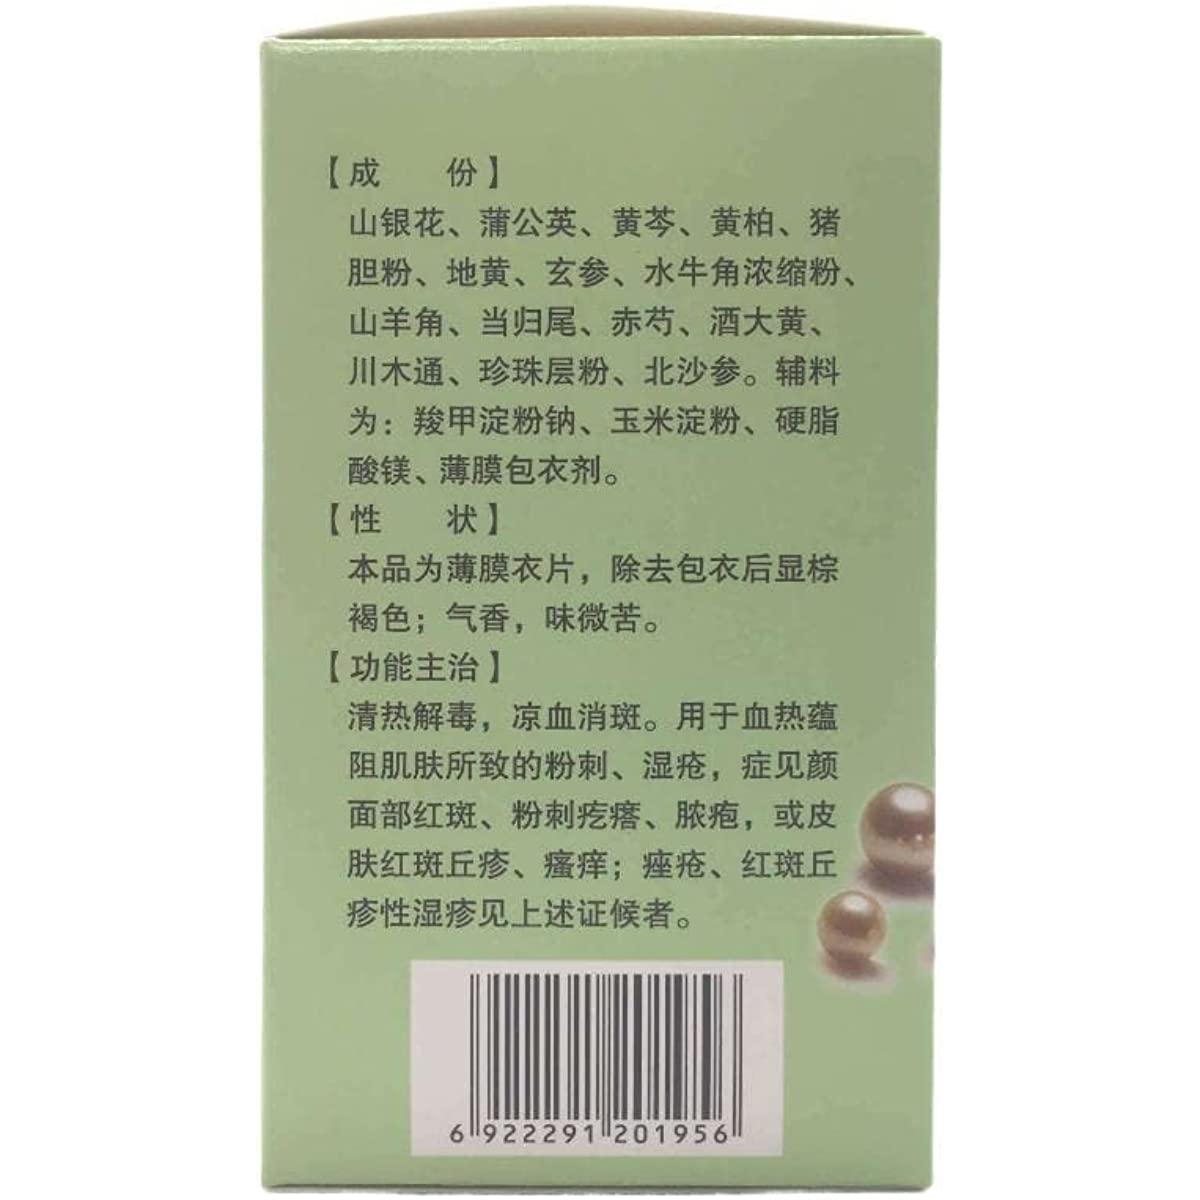 【成　　份】
山银花、蒲公英、黄芩、黄柏、猪
胆粉、地黄、玄参、水牛角浓缩粉、
山羊角、当归尾、赤芍、酒大黄、
川木通、珍珠层粉、北沙参。辅料
为：羧甲淀粉钠、玉米淀粉、硬脂
酸镁、薄膜包衣剂。
【性　　状】
本品为薄膜衣片，除去包衣后显棕
褐色；气香，味微苦。
【功能主治】
清热解毒，凉血消斑。用于血热蕴
阻肌肤所致的粉刺、湿疮，症见颜
面部红斑、粉刺疙瘩、脓疱，或皮
肤红斑丘疹、瘙痒；痤疮、红斑丘
疹性湿疹见上述证候者。
6 922291 201956